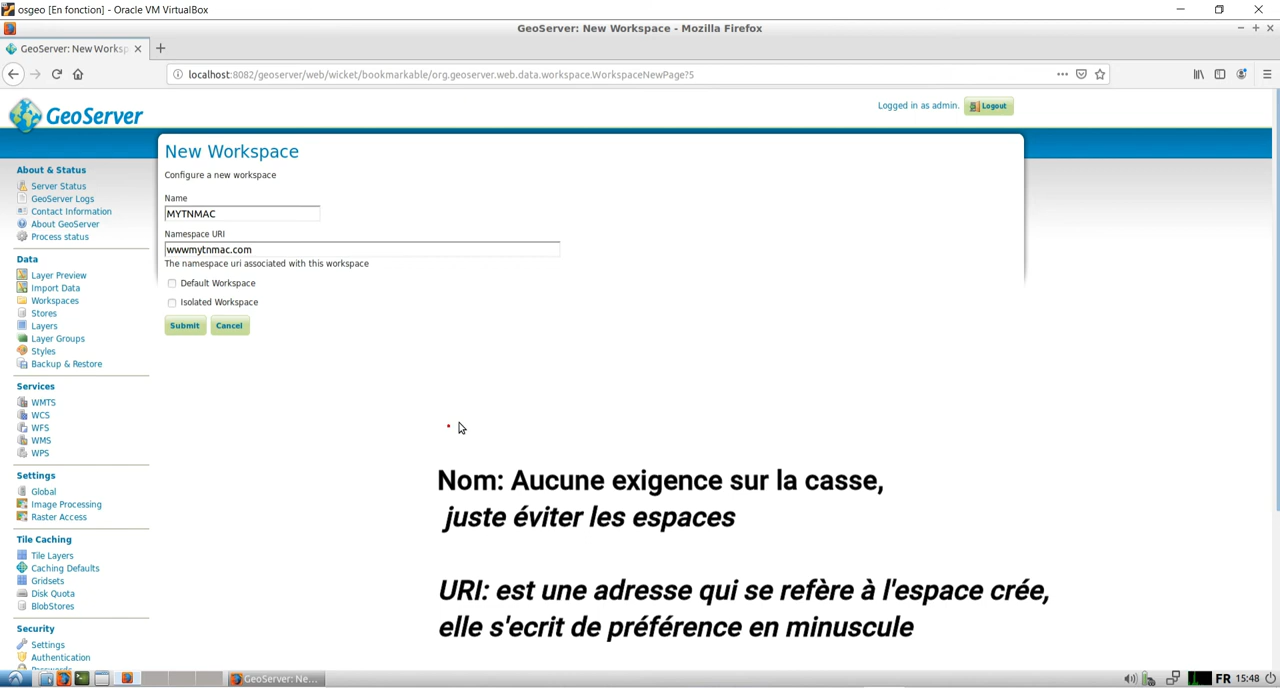 osgeo [En fonction] - Oracle VM VirtualBox
GeoServer: New Workspace - Mozilla Firefox
GeoServer: New Worksp
localhost:8082/geoserver/web/wicket/bookmarkable/org.geoserver.web.data.workspace.WorkspaceNewPage?5
GeoServer
Logged in as admin. Logout
About & Status
Server Status
GeoServer Logs
Contact Information
About GeoServer
Process status
Data
Layer Preview
Import Data
Workspaces
Stores
Layers
Layer Groups
Styles
Backup & Restore
Services
WMTS
WCS
WFS
WMS
WPS
Settings
Global
Image Processing
Raster Access
Tile Caching
Tile Layers
Caching Defaults
Gridsets
Disk Quota
BlobStores
Security
Settings
Authentication
Passwords
New Workspace
Configure a new workspace
Name
MYTNMAC
Namespace URI
wwwmytnmac.com
The namespace uri associated with this workspace
Default Workspace
Isolated Workspace
Submit Cancel
Nom: Aucune exigence sur la casse,
juste éviter les espaces
URI: est une adresse qui se refère à l'espace crée,
elle s'ecrit de préférence en minuscule
GeoServer: Ne...
FR 15:48